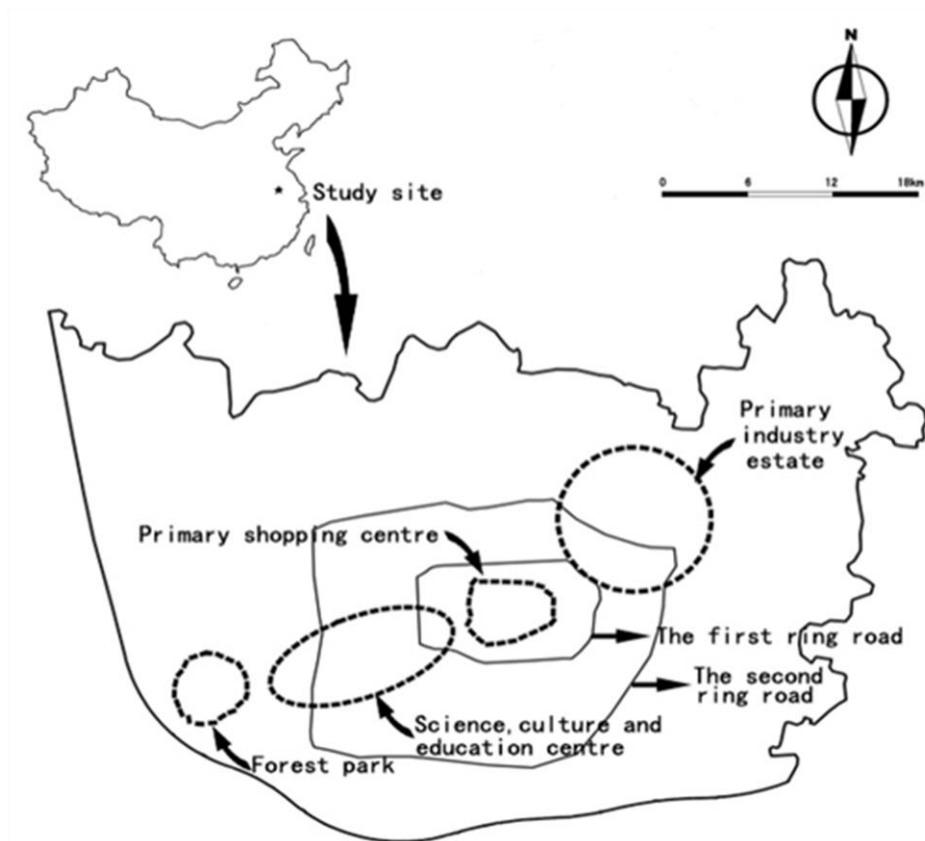 N
0 6 12 18km
Study site
Primary
industry
estate
Primary shopping centre
The first ring road
The second
ring road
Science, culture and
education centre
Forest park